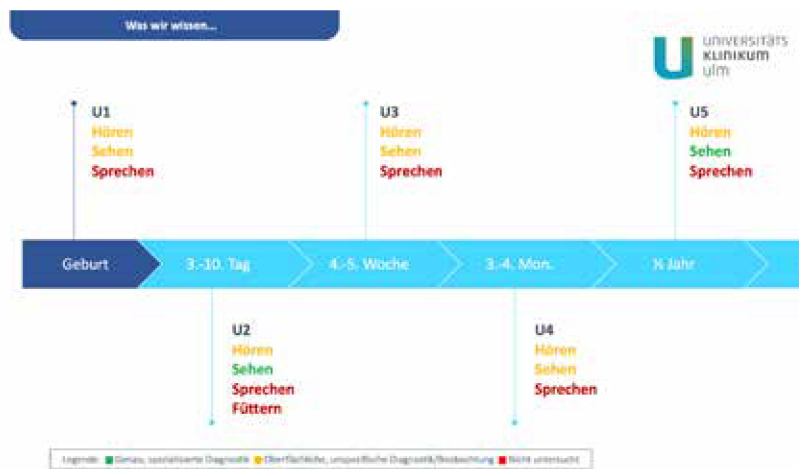 Was wir wissen...
UNIVERSITÄTS
KLINIKUM
ulm
U1
Hören
Sehen
Sprechen
U3
Hören
Sehen
Sprechen
U5
Hören
Sehen
Sprechen
Geburt
3.-10. Tag
4.-5. Woche
3.-4. Mon.
½ Jahr
U2
Hören
Sehen
Sprechen
Füttern
U4
Hören
Sehen
Sprechen
Legende: Genau, spezialisierte Diagnostik Oberflächliche, unspezifische Diagnostik/Beobachtung Nicht untersucht